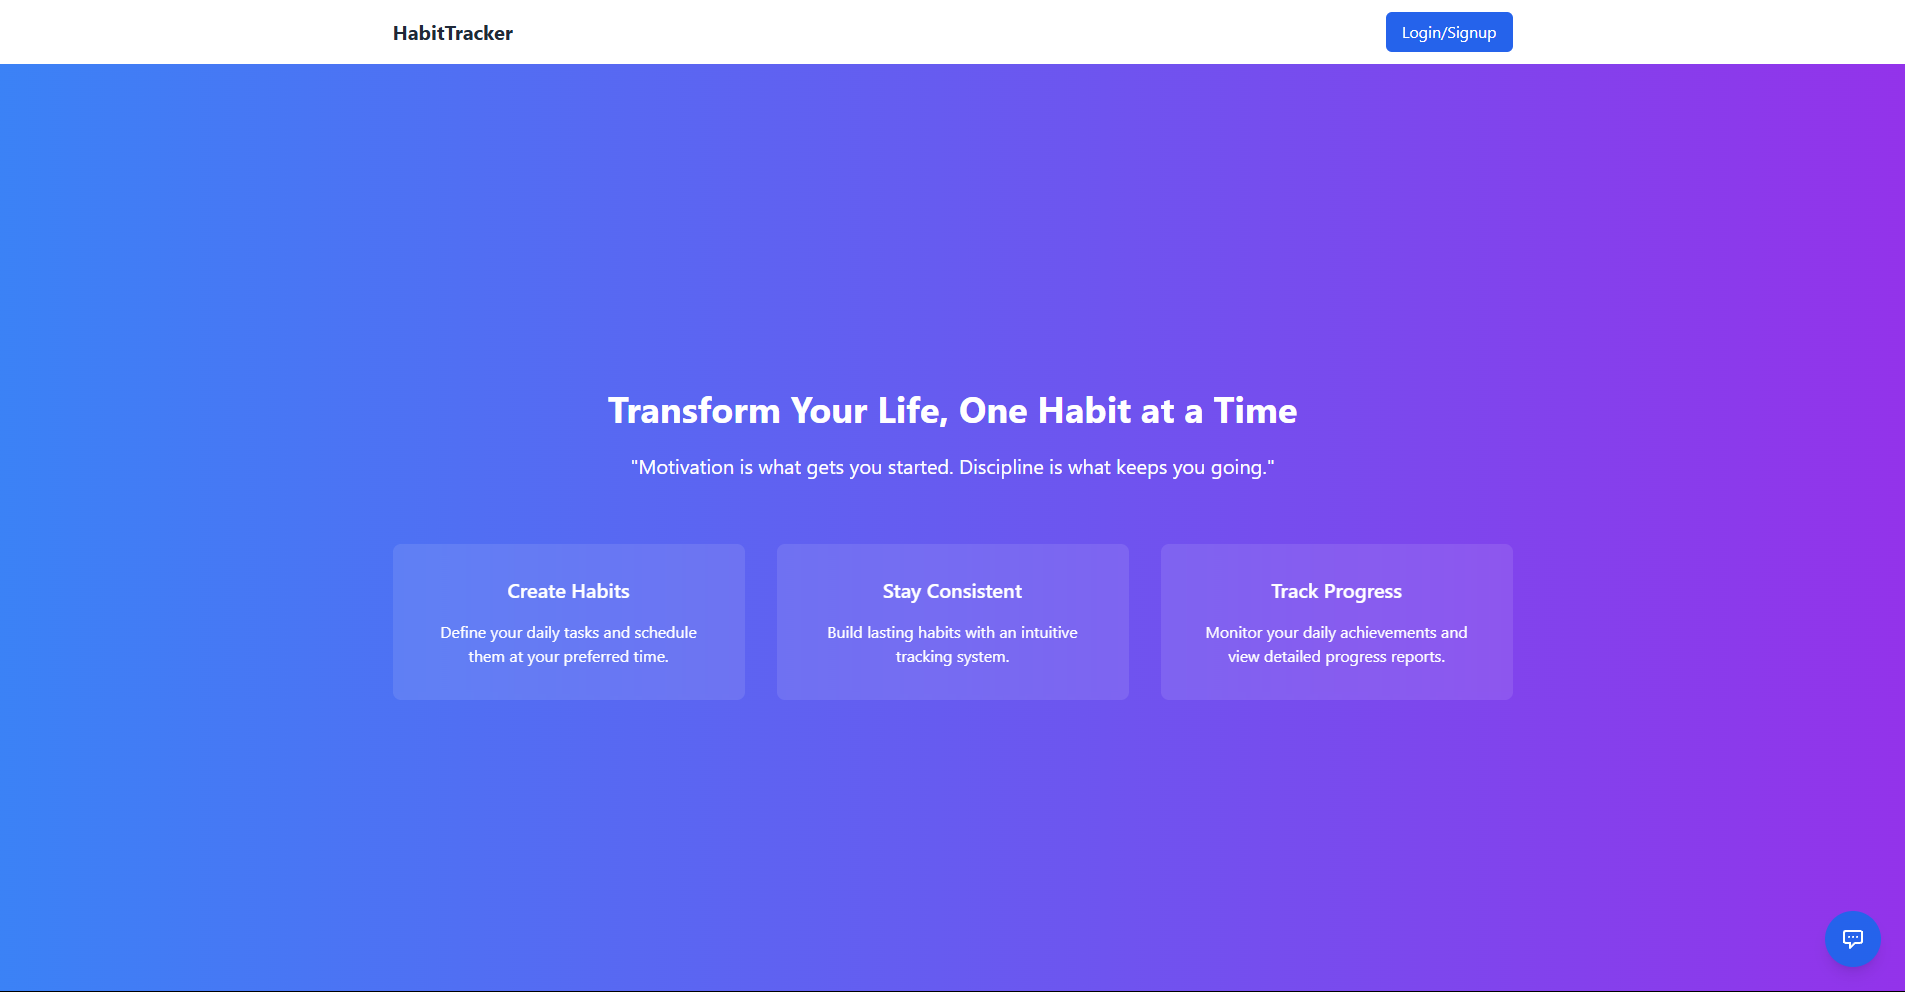 HabitTracker
Login/Signup
Transform Your Life, One Habit at a Time
"Motivation is what gets you started. Discipline is what keeps you going."
Create Habits
Define your daily tasks and schedule
them at your preferred time.
Stay Consistent
Build lasting habits with an intuitive
tracking system.
Track Progress
Monitor your daily achievements and
view detailed progress reports.